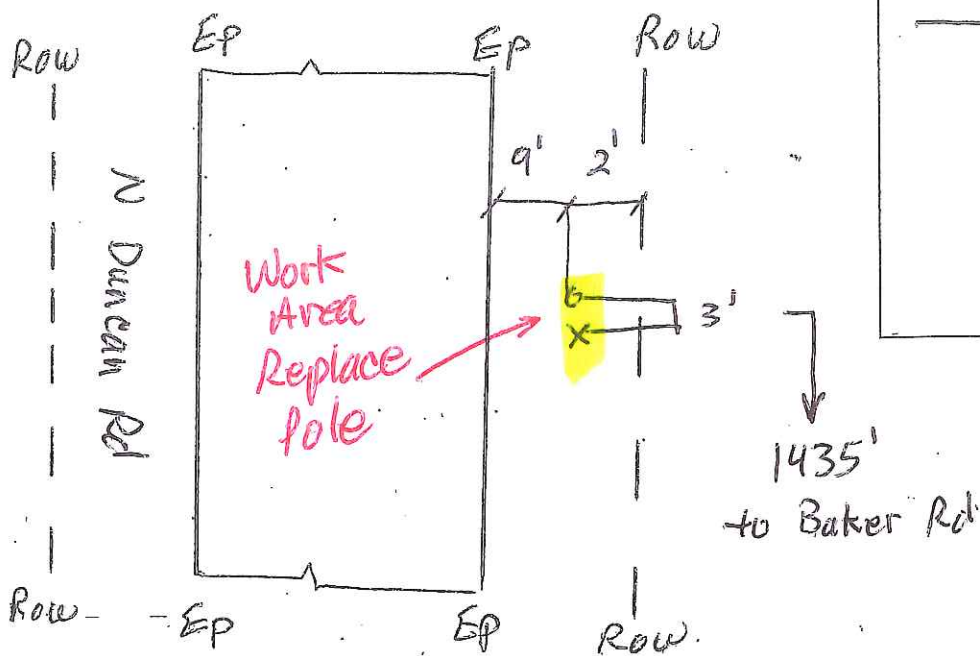 Row
Ep
Ep
Row
9'
2'
N Duncan Rd
Work
Area
Replace
Pole
3'
X
1435'
to Baker Rd
Row
Ep
Ep
Row